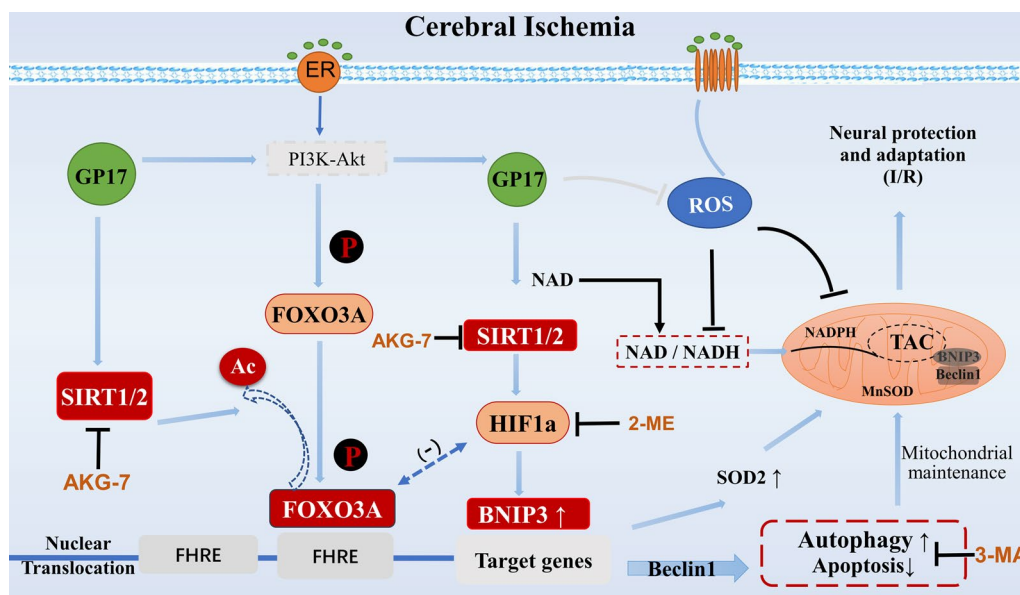 Cerebral Ischemia
ER
GP17
PI3K-Akt
GP17
ROS
Neural protection
and adaptation
(I/R)
P
NAD
FOXO3A
AKG-7
SIRT1/2
NAD / NADH
NADPH
TAC
BNIP3
Beclin1
MnSOD
Ac
SIRT1/2
HIF1a
2-ME
AKG-7
P
(-)
Mitochondrial
maintenance
SOD2 ↑
FOXO3A
BNIP3 ↑
Nuclear
Translocation
FHRE
FHRE
Target genes
Beclin1
Autophagy ↑
Apoptosis↓
3-MA